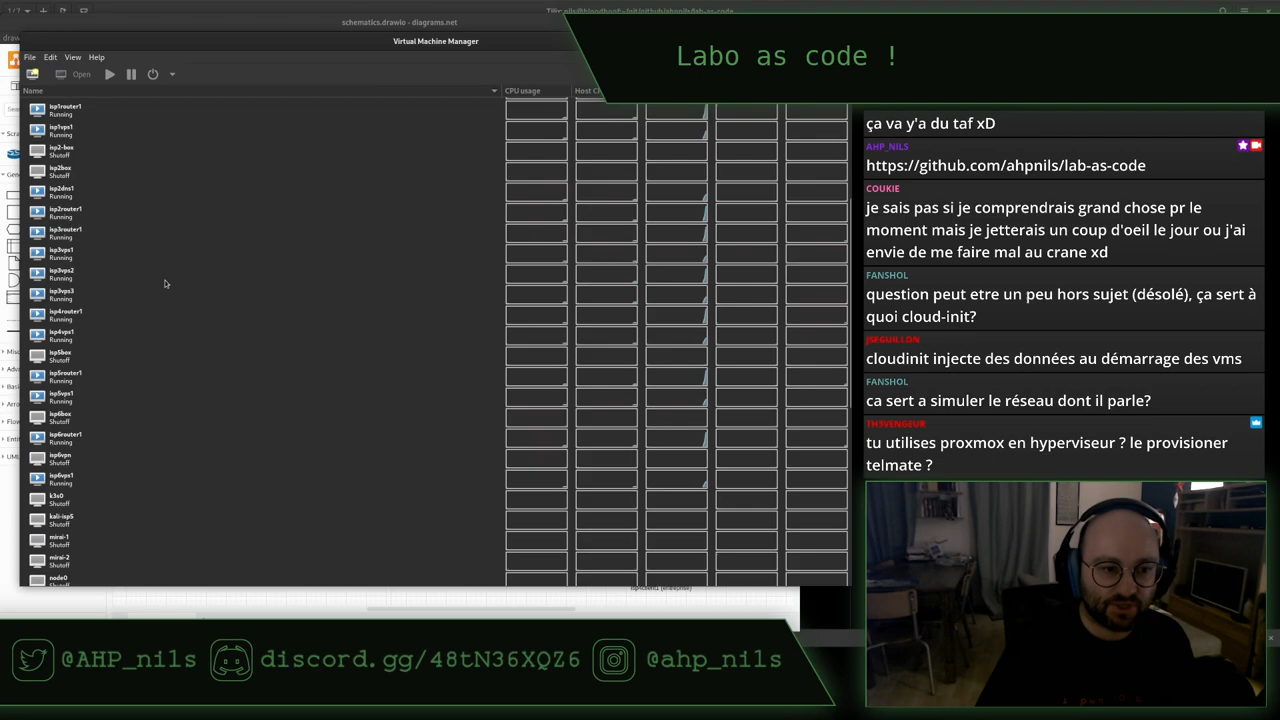 schematics.drawio - diagrams.net
Virtual Machine Manager
File Edit View Help
Open
Name
CPU usage
isp1router1
Running
isp1vps1
Running
isp2-box
Shutoff
isp2box
Shutoff
isp2dns1
Running
isp2router1
Running
isp3router1
Running
isp3vps1
Running
isp3vps2
Running
isp3vps3
Running
isp4router1
Running
isp4vps1
Running
isp5box
Shutoff
isp5router1
Running
isp5vps1
Running
isp6box
Shutoff
isp6router1
Running
isp6vpn
Shutoff
isp6vps1
Running
k3s0
Shutoff
kali-isp5
Shutoff
mirai-1
Shutoff
mirai-2
Shutoff
node0
Labo as code !
ça va y'a du taf xD
AHP_NILS
https://github.com/ahpnils/lab-as-code
COUKIE
je sais pas si je comprendrais grand chose pr le
moment mais je jetterais un coup d'oeil le jour ou j'ai
envie de me faire mal au crane xd
FANSHOL
question peut etre un peu hors sujet (désolé), ça sert à
quoi cloud-init?
JSEGUILLON
cloudinit injecte des données au démarrage des vms
FANSHOL
ca sert a simuler le réseau dont il parle?
TH3VENGEUR
tu utilises proxmox en hyperviseur ? le provisioner
telmate ?
@AHP_nils
discord.gg/48tN36XQZ6
@ahp_nils